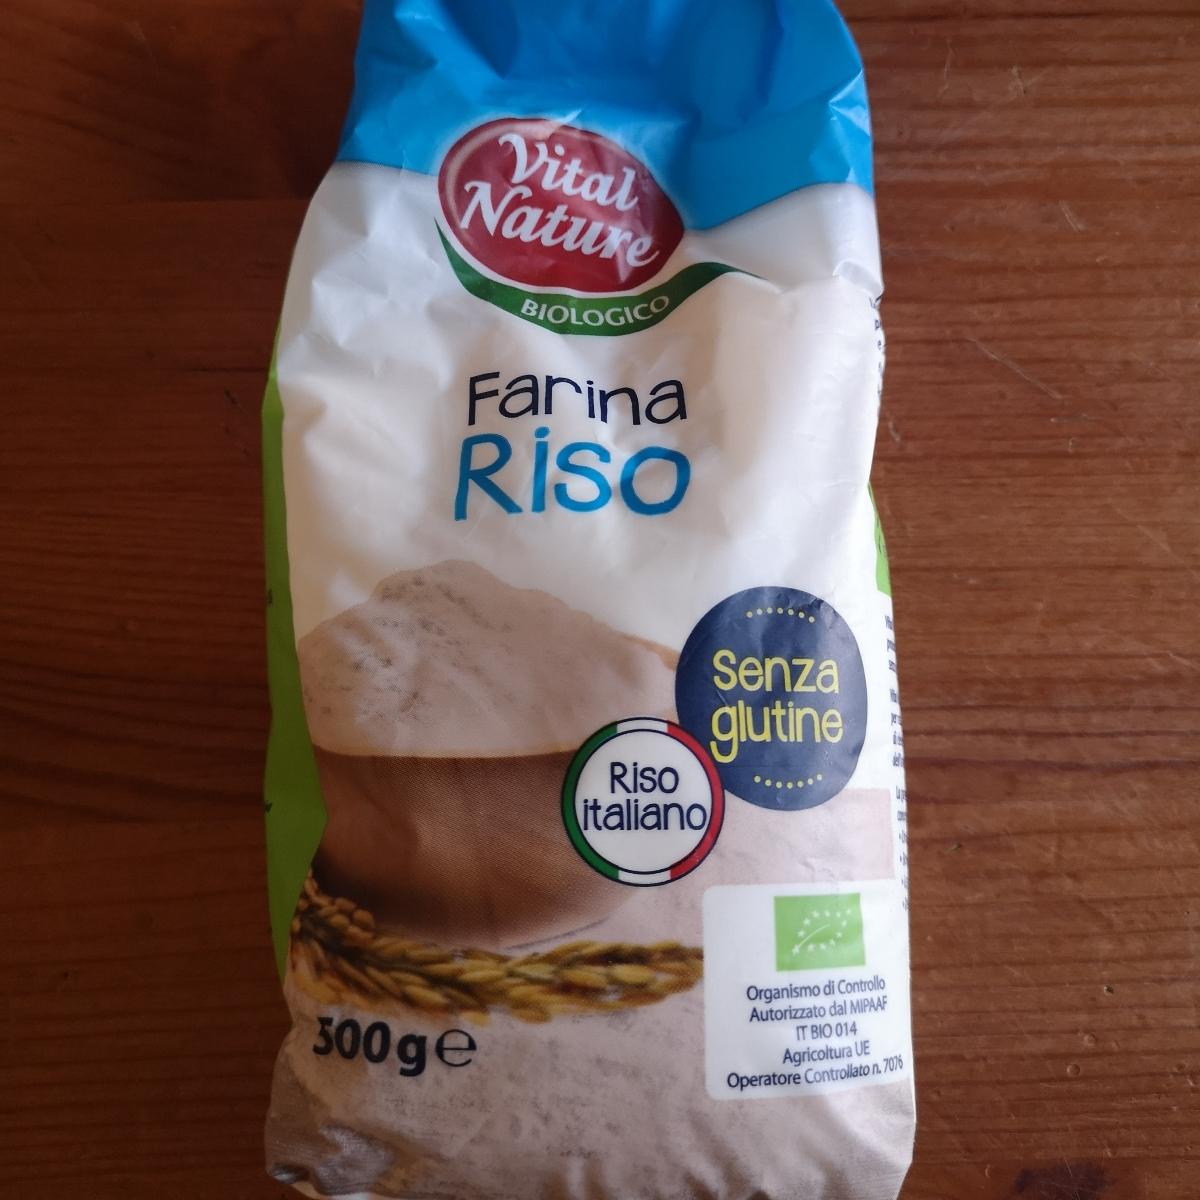 Vital
Nature
BIOLOGICO
Farina
Riso
Senza
glutine
Riso
italiano
500 g ℮
Organismo di Controllo
Autorizzato dal MIPAAF
IT BIO 014
Agricoltura UE
Operatore Controllato n. 7076